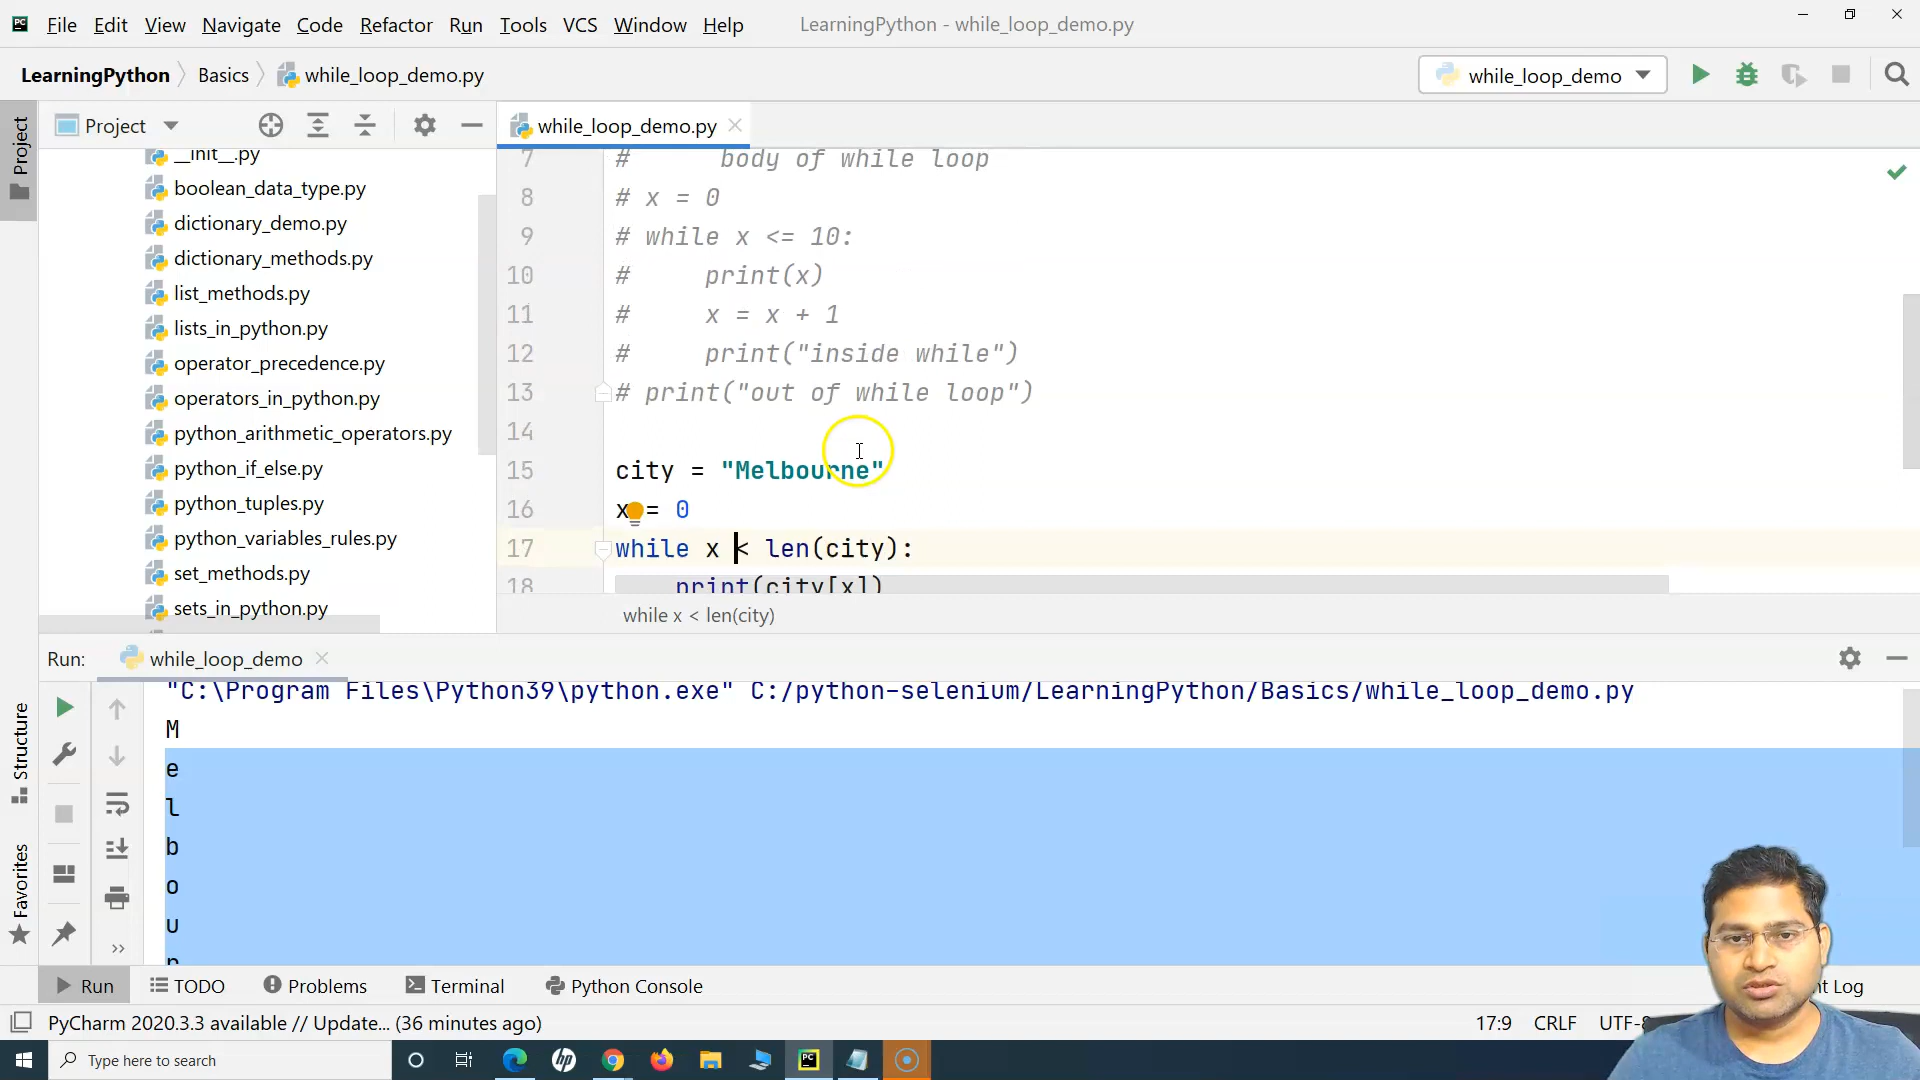 File Edit View Navigate Code Refactor Run Tools VCS Window Help LearningPython - while_loop_demo.py
LearningPython Basics while_loop_demo.py while_loop_demo
Project
Project
while_loop_demo.py
__init__.py
boolean_data_type.py
dictionary_demo.py
dictionary_methods.py
list_methods.py
lists_in_python.py
operator_precedence.py
operators_in_python.py
python_arithmetic_operators.py
python_if_else.py
python_tuples.py
python_variables_rules.py
set_methods.py
sets_in_python.py
7 # body of while loop
8 # x = 0
9 # while x <= 10:
10 # print(x)
11 # x = x + 1
12 # print("inside while")
13 # print("out of while loop")
14
15 city = "Melbourne"
16 x = 0
17 while x < len(city):
18 print(city[x])
while x < len(city)
Run: while_loop_demo
"C:\Program Files\Python39\python.exe" C:/python-selenium/LearningPython/Basics/while_loop_demo.py
M
e
l
b
o
u
r
Structure
Favorites
Run TODO Problems Terminal Python Console Log
PyCharm 2020.3.3 available // Update... (36 minutes ago) 17:9 CRLF UTF-8
Type here to search